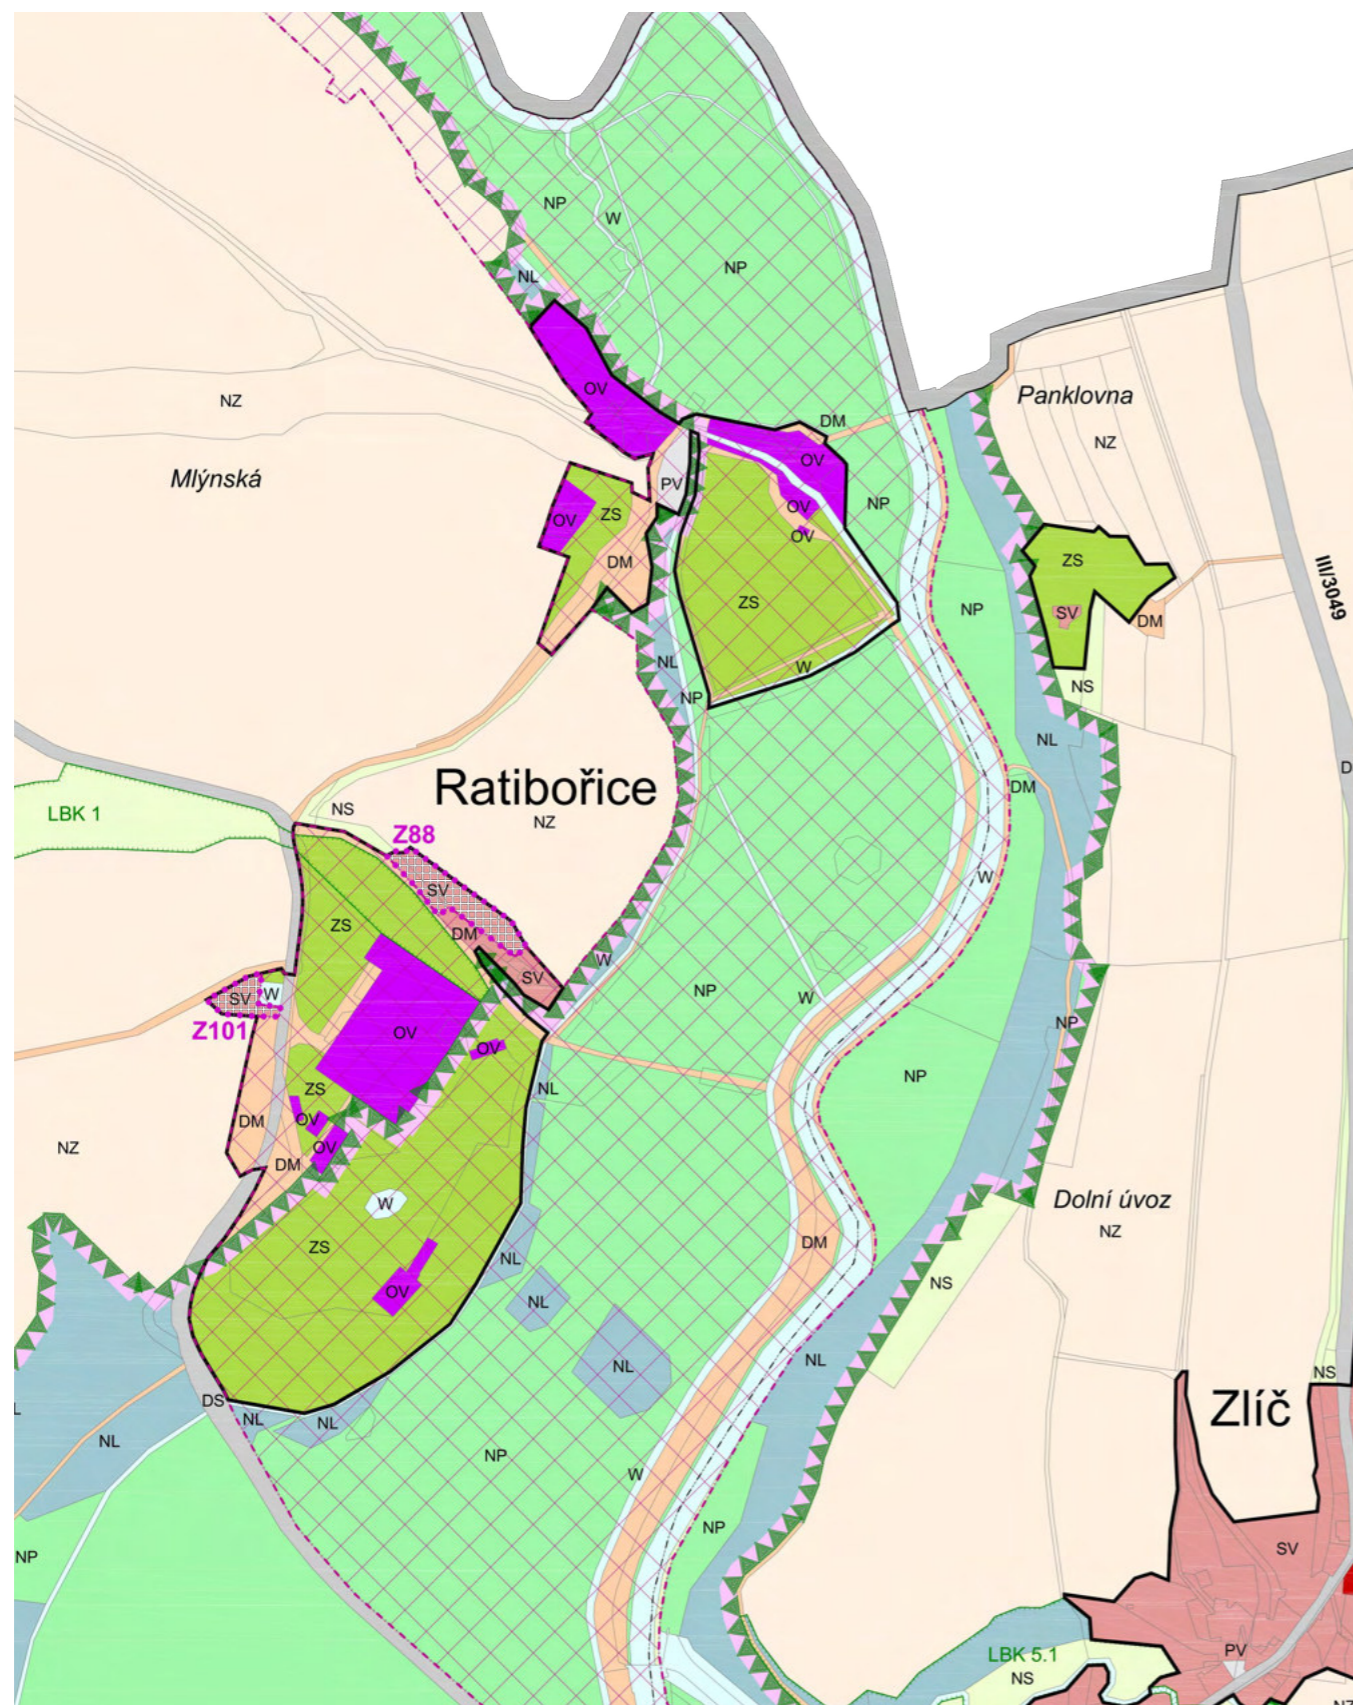 NP
W
NP
NL
OV
Panklovna
NZ
NZ
DM
Mlýnská
OV
PV
NP
OV
ZS
OV
OV
ZS
III/3049
DM
ZS
NP
SV
DM
NL
W
NP
NS
NL
DM
D
Ratibořice
NS
LBK 1
NZ
Z88
W
SV
ZS
DM
W
SV
NP
W
SV
W
Z101
OV
NP
OV
NP
ZS
NL
OV
DM
OV
NZ
DM
Dolní úvoz
W
NZ
DM
ZS
NL
NS
OV
NL
NL
NL
NS
DS
NL
NL
L
Zlíč
NL
NP
W
NP
SV
NP
LBK 5.1
PV
NS
NZ